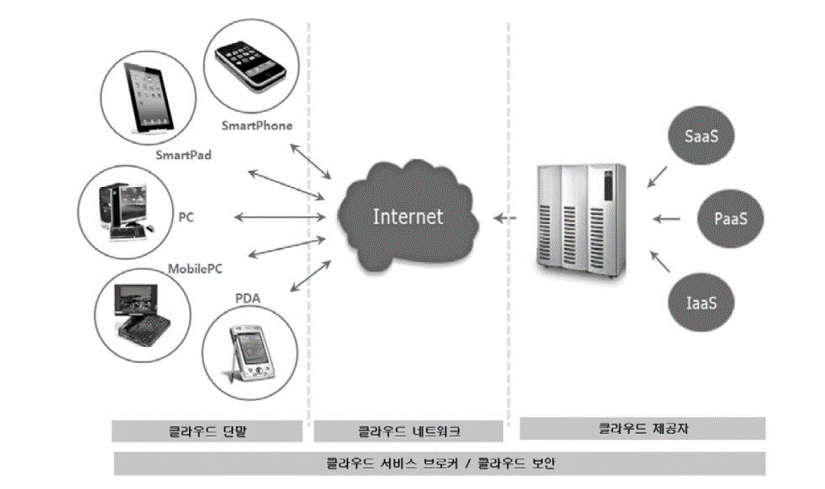 SmartPhone
SmartPad
PC
MobilePC
PDA
Internet
SaaS
PaaS
IaaS
클라우드 단말
클라우드 네트워크
클라우드 제공자
클라우드 서비스 브로커 / 클라우드 보안